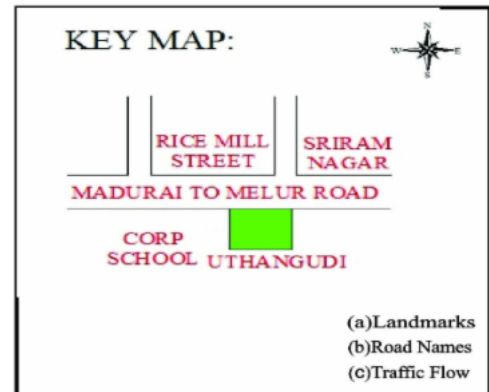 KEY MAP:
N
W E
S
RICE MILL
STREET
SRIRAM
NAGAR
MADURAI TO MELUR ROAD
CORP
SCHOOL
UTHANGUDI
(a)Landmarks
(b)Road Names
(c)Traffic Flow